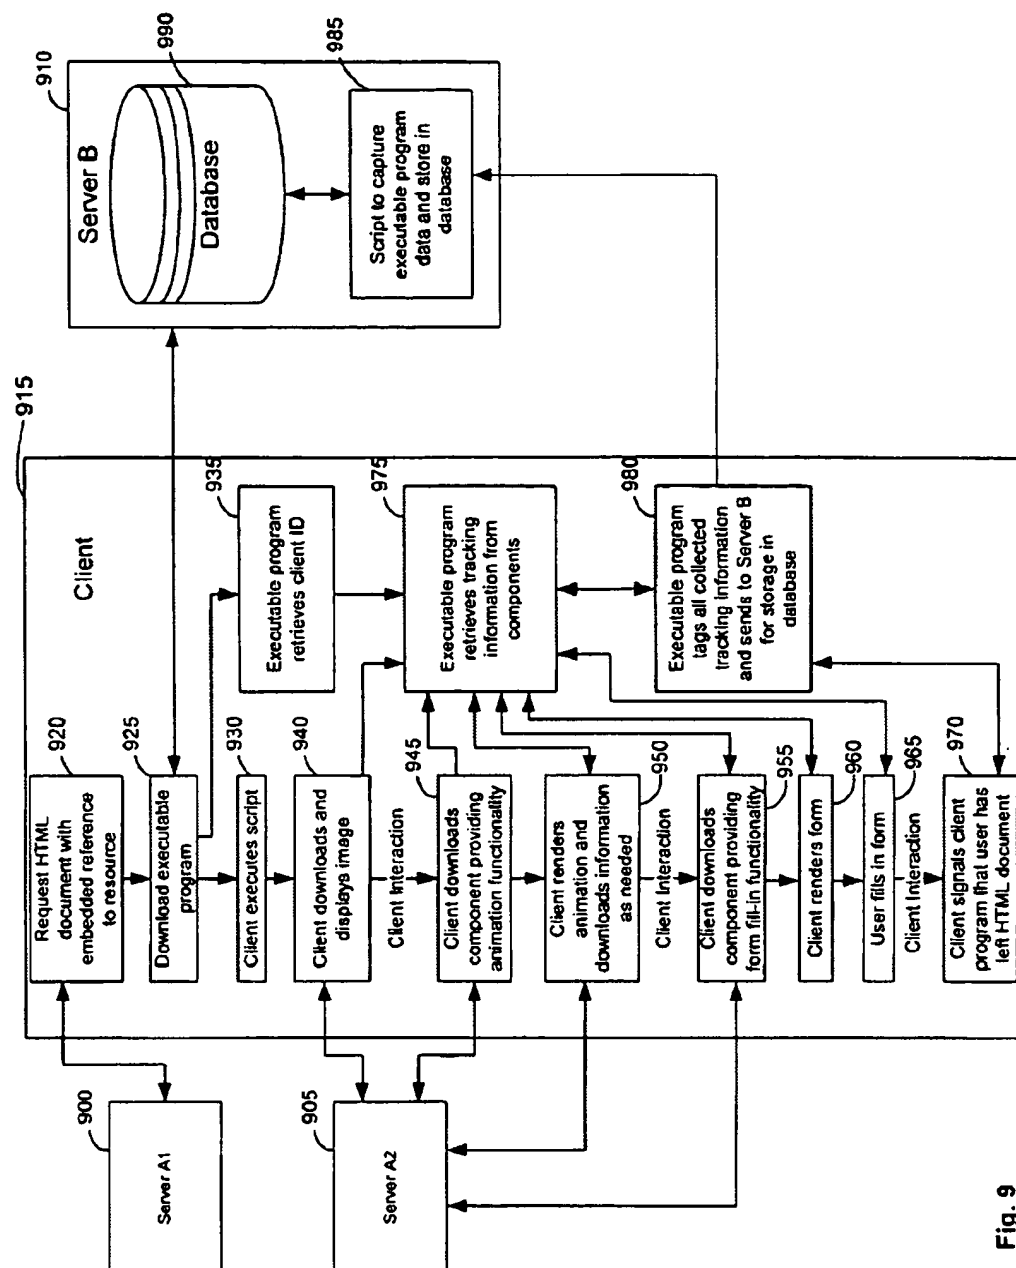 915
Client
920
Request HTML
document with
embedded reference
to resource
925
Download executable
program
930
Client executes script
940
Client downloads and
displays image
Client Interaction
945
Client downloads
component providing
animation functionality
Client renders
animation and
downloads information
as needed
950
Client Interaction
Client downloads
component providing
form fill-in functionality
955
Client renders form
960
User fills in form
965
Client Interaction
970
Client signals client
program that user has
left HTML document
935
Executable program
retrieves client ID
975
Executable program
retrieves tracking
information from
components
980
Executable program
tags all collected
tracking information
and sends to Server B
for storage in
database
910
Server B
990
Database
985
Script to capture
executable program
data and store in
database
900
Server A1
905
Server A2
Fig. 9